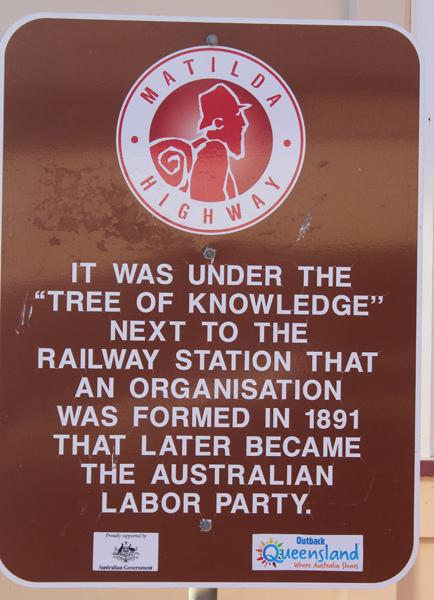 MATILDA
HIGHWAY
IT WAS UNDER THE
“TREE OF KNOWLEDGE”
NEXT TO THE
RAILWAY STATION THAT
AN ORGANISATION
WAS FORMED IN 1891
THAT LATER BECAME
THE AUSTRALIAN
LABOR PARTY.
Proudly supported by
Australian Government
Outback
Queensland
Where Australia Shines